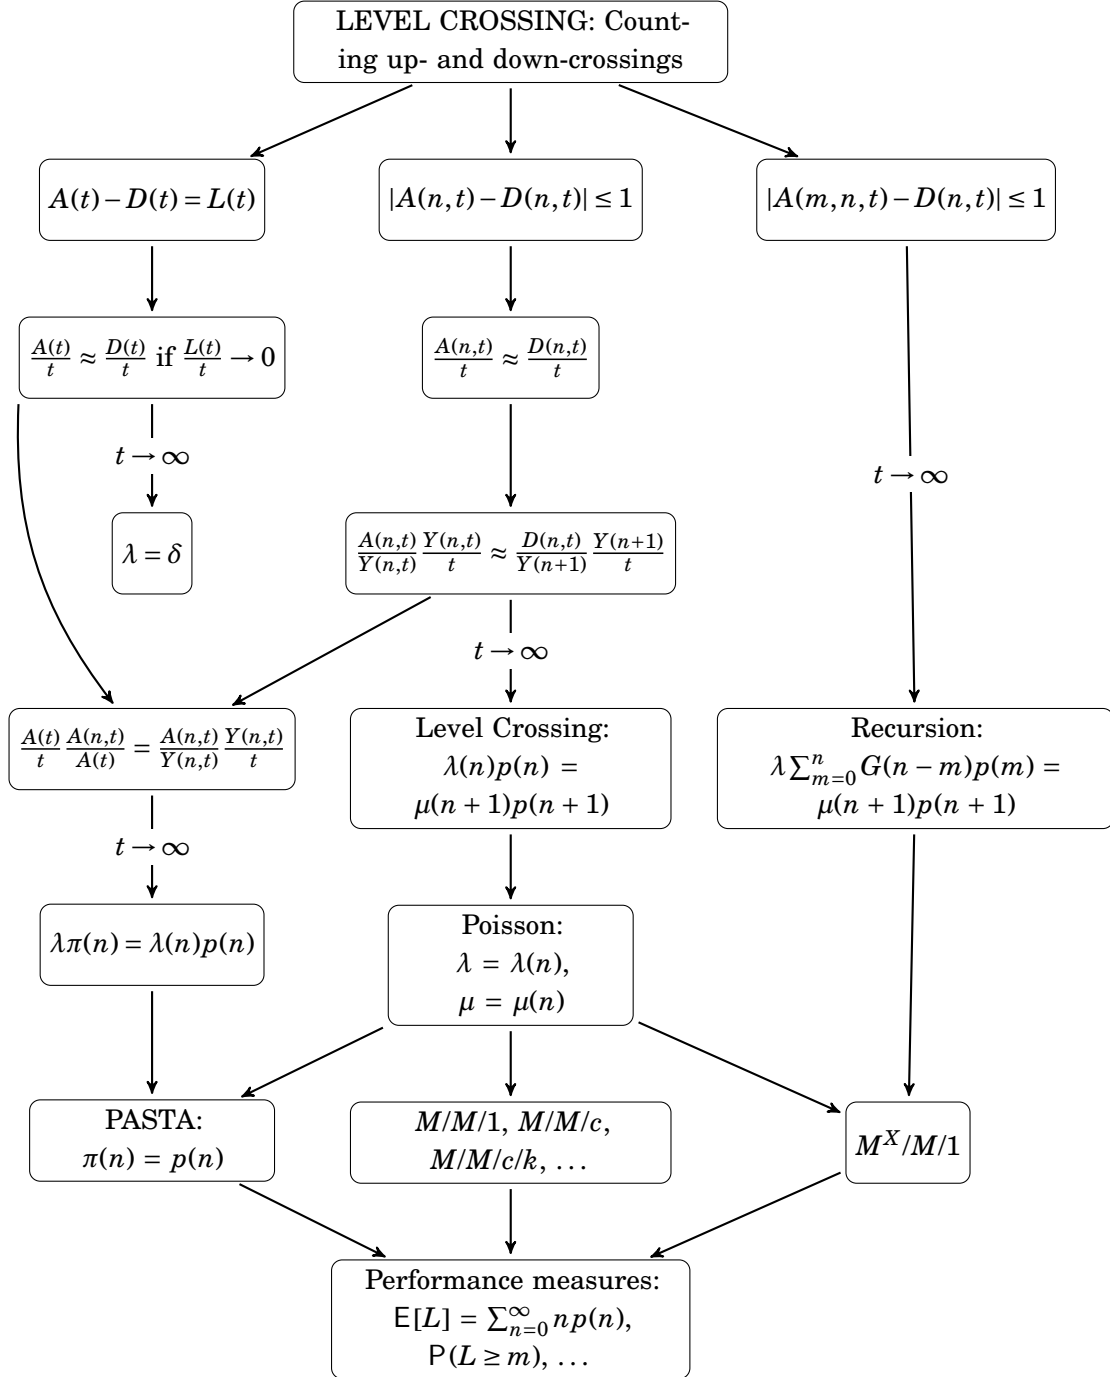 LEVEL CROSSING: Count-
ing up- and down-crossings
A(t) − D(t) = L(t)
|A(n, t) − D(n, t)| ≤ 1
|A(m, n, t) − D(n, t)| ≤ 1
A(t)/t ≈ D(t)/t if L(t)/t → 0
A(n,t)/t ≈ D(n,t)/t
t → ∞
t → ∞
λ = δ
A(n,t)/Y(n,t) Y(n,t)/t ≈ D(n,t)/Y(n+1) Y(n+1)/t
t → ∞
A(t)/t A(n,t)/A(t) = A(n,t)/Y(n,t) Y(n,t)/t
Level Crossing:
λ(n)p(n) =
μ(n + 1)p(n + 1)
Recursion:
λ∑_{m=0}^{n} G(n − m)p(m) =
μ(n + 1)p(n + 1)
t → ∞
λπ(n) = λ(n)p(n)
Poisson:
λ = λ(n),
μ = μ(n)
PASTA:
π(n) = p(n)
M/M/1, M/M/c,
M/M/c/k, …
M^X/M/1
Performance measures:
E[L] = ∑_{n=0}^{∞} np(n),
P(L ≥ m), …